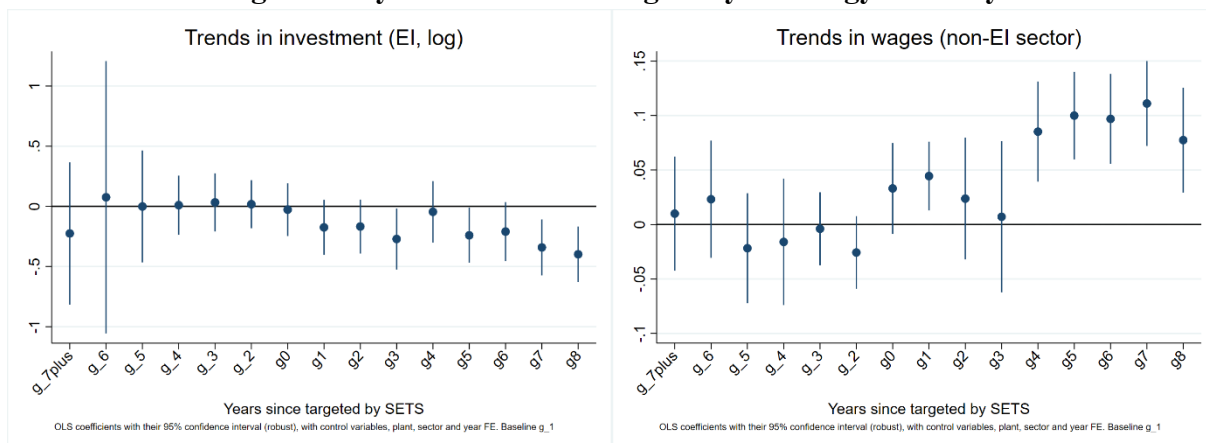 Trends in investment (EI, log)
1
.5
0
-.5
-1
g_7plus
g_6
g_5
g_4
g_3
g_2
g0
g1
g2
g3
g4
g5
g6
g7
g8
Years since targeted by SETS
OLS coefficients with their 95% confidence interval (robust), with control variables, plant, sector and year FE. Baseline g_1
Trends in wages (non-EI sector)
.15
.1
.05
0
-.05
-.1
g_7plus
g_6
g_5
g_4
g_3
g_2
g0
g1
g2
g3
g4
g5
g6
g7
g8
Years since targeted by SETS
OLS coefficients with their 95% confidence interval (robust), with control variables, plant, sector and year FE. Baseline g_1